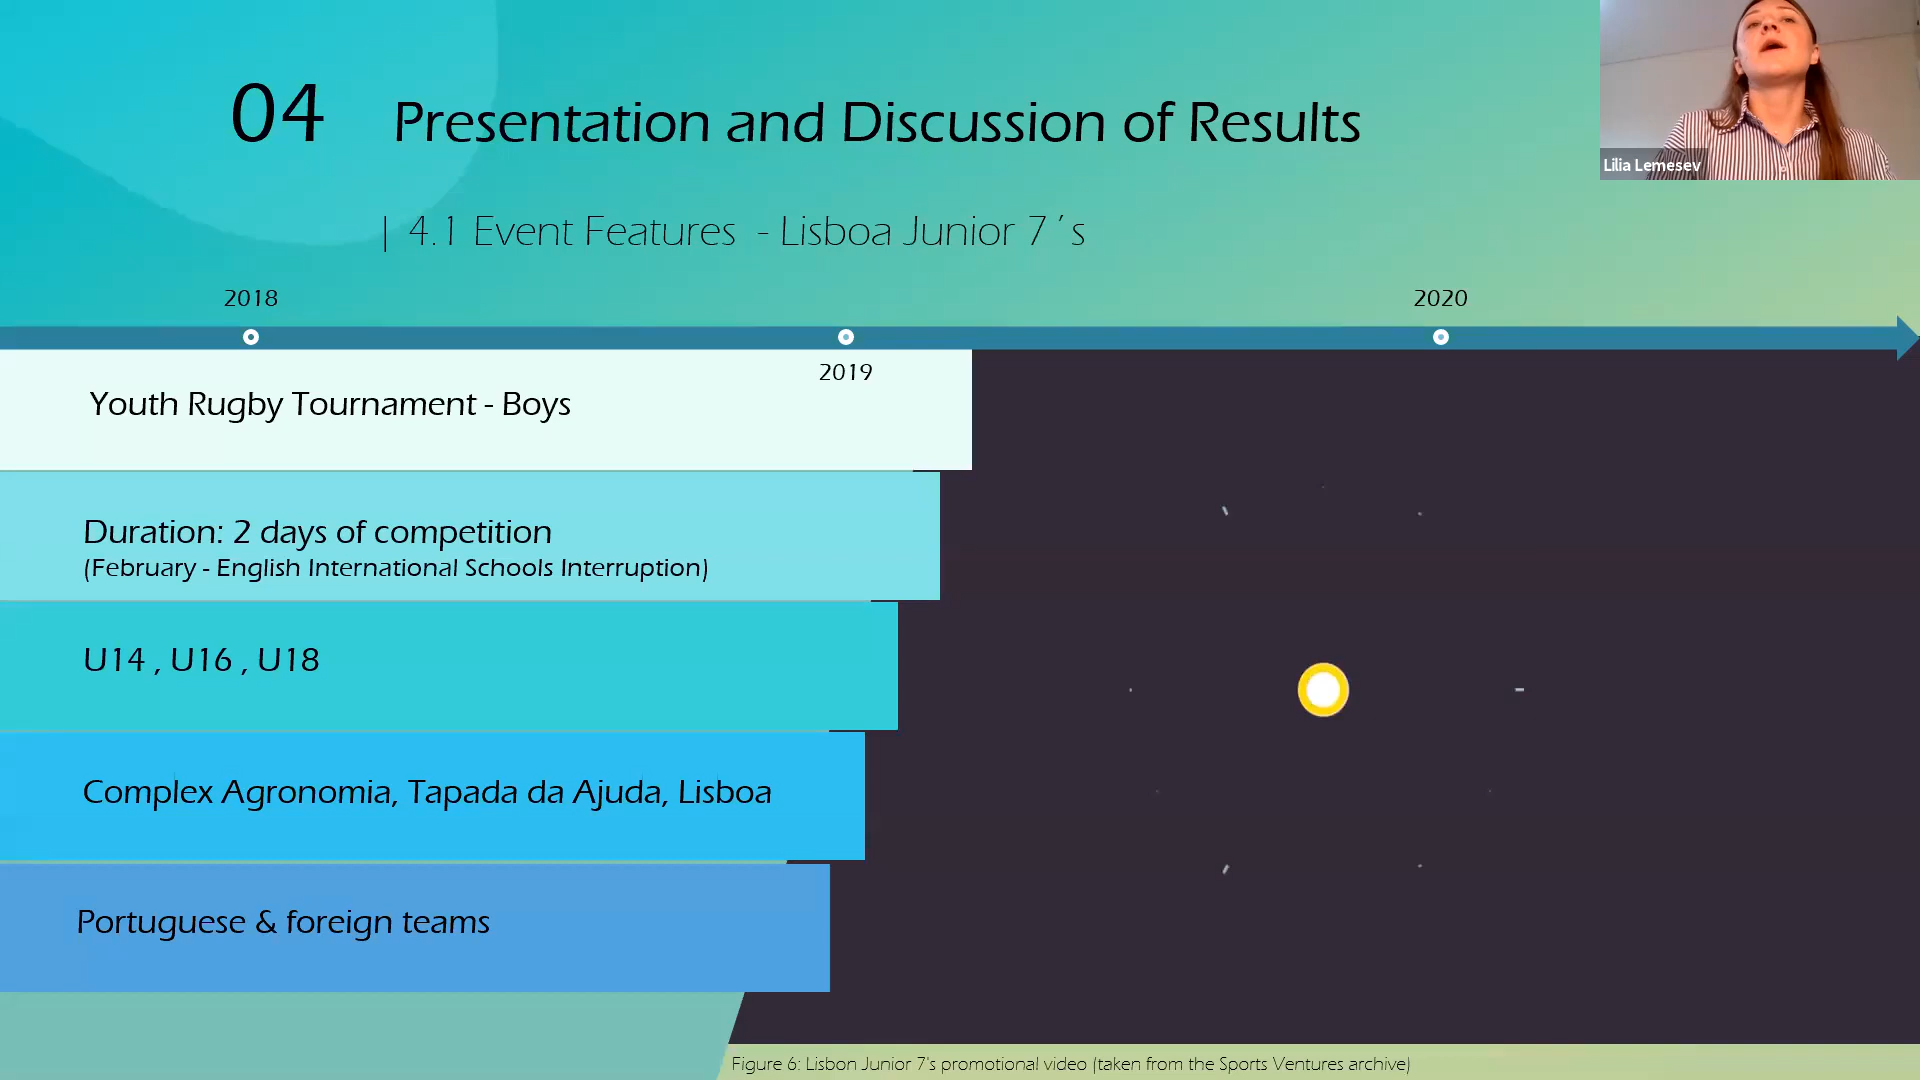 04 Presentation and Discussion of Results
Lilia Lemesev
| 4.1 Event Features - Lisboa Junior 7´s
2018
2020
2019
Youth Rugby Tournament - Boys
Duration: 2 days of competition
(February - English International Schools Interruption)
U14 , U16 , U18
Complex Agronomia, Tapada da Ajuda, Lisboa
Portuguese & foreign teams
Figure 6: Lisbon Junior 7's promotional video (taken from the Sports Ventures archive)